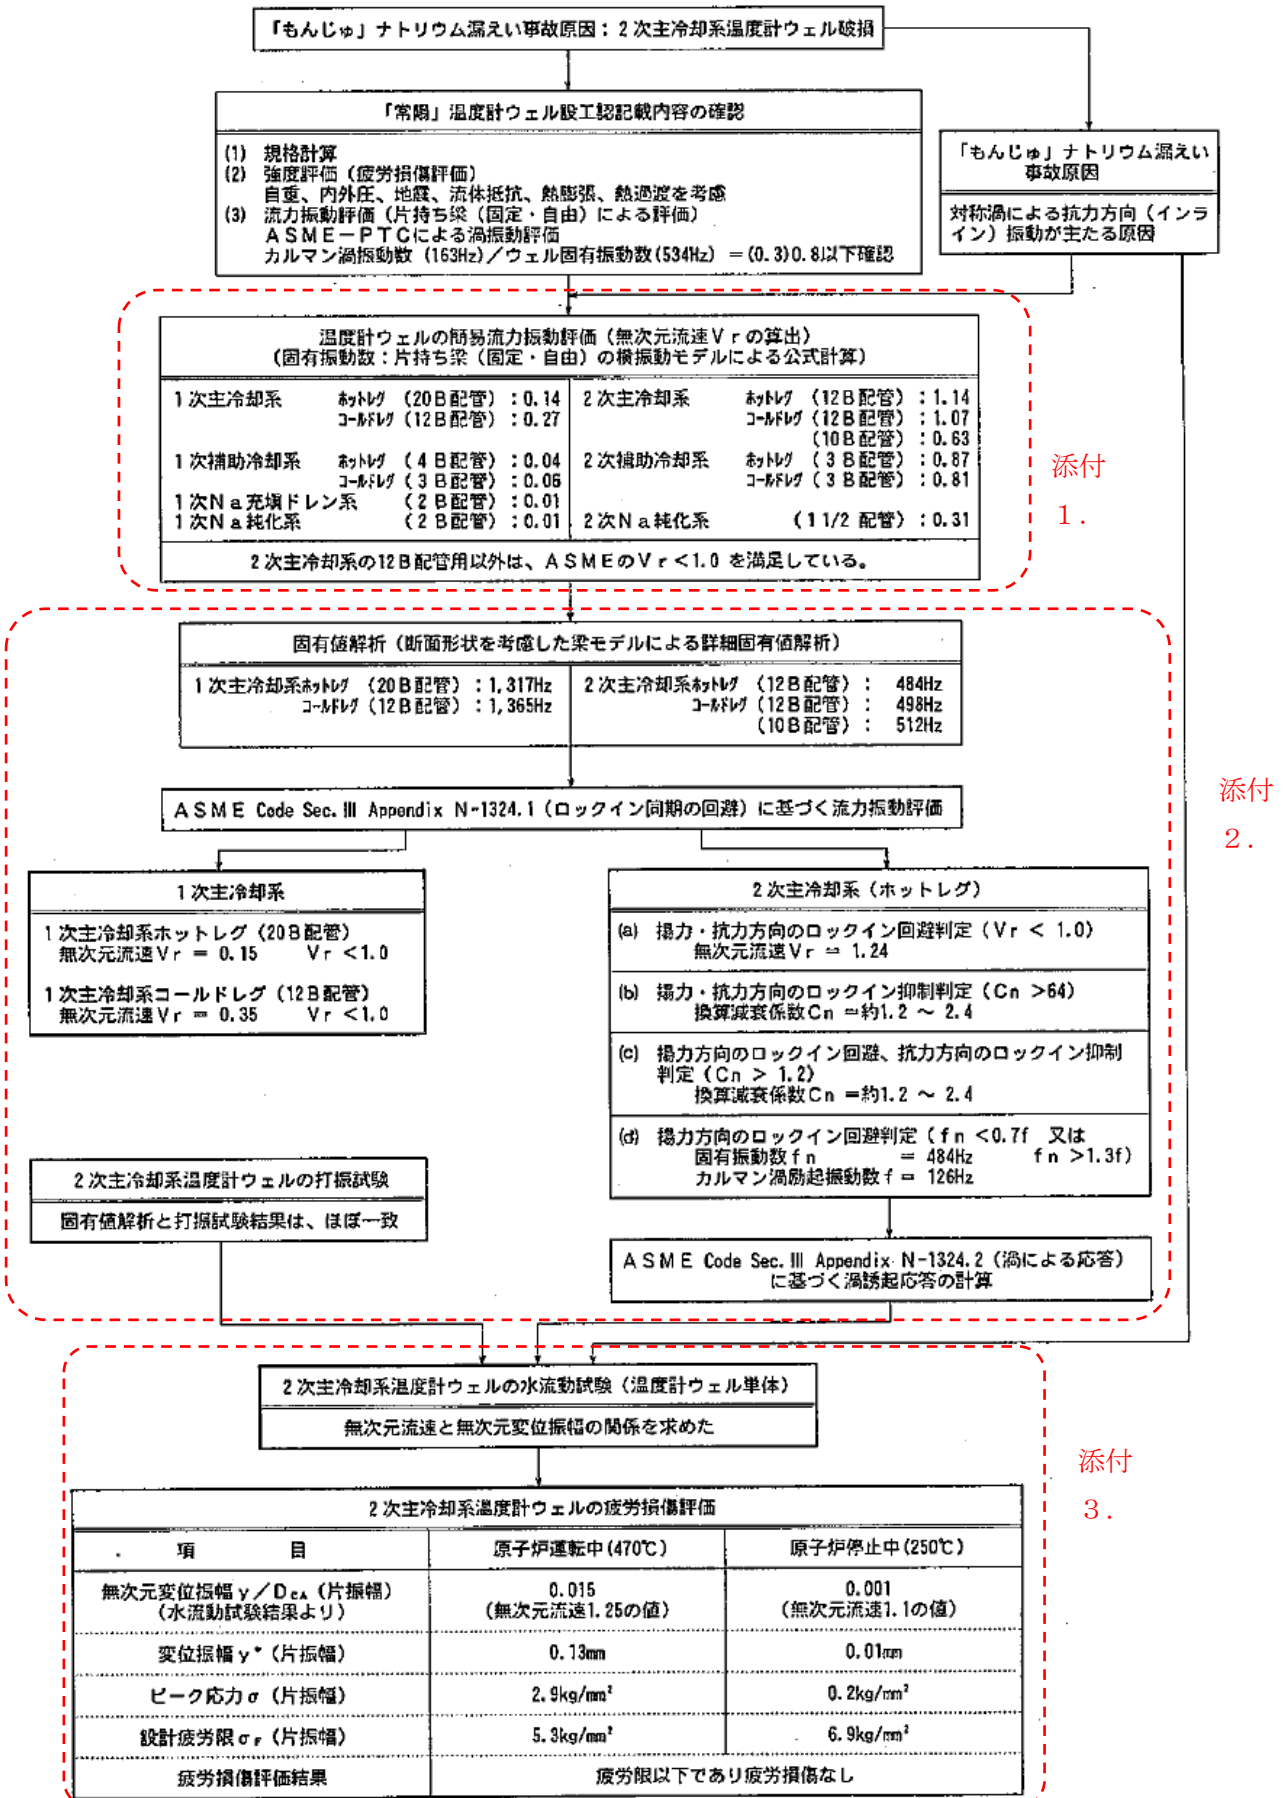 「もんじゅ」ナトリウム漏えい事故原因：２次主冷却系温度計ウェル破損
「常陽」温度計ウェル設工認記載内容の確認
(1) 規格計算
(2) 強度評価（疲労損傷評価）
自重、内外圧、地震、流体抵抗、熱膨張、熱過渡を考慮
(3) 流力振動評価（片持ち梁（固定・自由）による評価）
ＡＳＭＥ－ＰＴＣによる渦振動評価
カルマン渦振動数 (163Hz)／ウェル固有振動数(534Hz) ＝(0.3)0.8以下確認
「もんじゅ」ナトリウム漏えい
事故原因
対称渦による抗力方向（インラ
イン）振動が主たる原因
温度計ウェルの簡易流力振動評価（無次元流速Ｖｒの算出）
（固有振動数：片持ち梁（固定・自由）の横振動モデルによる公式計算）
１次主冷却系 ﾎｯﾄﾚｸﾞ （20Ｂ配管）：0.14
ｺｰﾙﾄﾞﾚｸﾞ（12Ｂ配管）：0.27
１次補助冷却系 ﾎｯﾄﾚｸﾞ （４Ｂ配管）：0.04
ｺｰﾙﾄﾞﾚｸﾞ（３Ｂ配管）：0.06
１次Ｎａ充填ドレン系 （２Ｂ配管）：0.01
１次Ｎａ純化系 （２Ｂ配管）：0.01
２次主冷却系 ﾎｯﾄﾚｸﾞ （12Ｂ配管）：1.14
ｺｰﾙﾄﾞﾚｸﾞ（12Ｂ配管）：1.07
（10Ｂ配管）：0.63
２次補助冷却系 ﾎｯﾄﾚｸﾞ （３Ｂ配管）：0.87
ｺｰﾙﾄﾞﾚｸﾞ（３Ｂ配管）：0.81
２次Ｎａ純化系 （１1/2 配管）：0.31
２次主冷却系の12Ｂ配管用以外は、ＡＳＭＥのＶｒ＜1.0 を満足している。
添付
１．
固有値解析（断面形状を考慮した梁モデルによる詳細固有値解析）
１次主冷却系ﾎｯﾄﾚｸﾞ （20Ｂ配管）：1,317Hz
ｺｰﾙﾄﾞﾚｸﾞ（12Ｂ配管）：1,365Hz
２次主冷却系ﾎｯﾄﾚｸﾞ （12Ｂ配管）： 484Hz
ｺｰﾙﾄﾞﾚｸﾞ（12Ｂ配管）： 498Hz
（10Ｂ配管）： 512Hz
ＡＳＭＥ Code Sec.Ⅲ Appendix N-1324.1（ロックイン同期の回避）に基づく流力振動評価
１次主冷却系
１次主冷却系ホットレグ（20Ｂ配管）
無次元流速Ｖｒ ＝ 0.15 Ｖｒ＜1.0
１次主冷却系コールドレグ（12Ｂ配管）
無次元流速Ｖｒ ＝ 0.35 Ｖｒ＜1.0
２次主冷却系（ホットレグ）
(a) 揚力・抗力方向のロックイン回避判定（Ｖｒ ＜ 1.0）
無次元流速Ｖｒ ＝ 1.24
(b) 揚力・抗力方向のロックイン抑制判定（Ｃｎ ＞64）
換算減衰係数Ｃｎ ＝約1.2 ～ 2.4
(c) 揚力方向のロックイン回避、抗力方向のロックイン抑制
判定（Ｃｎ ＞ 1.2）
換算減衰係数Ｃｎ ＝約1.2 ～ 2.4
(d) 揚力方向のロックイン回避判定（ｆｎ ＜0.7f 又は
固有振動数ｆｎ ＝ 484Hz ｆｎ ＞1.3f）
カルマン渦励起振動数ｆ＝ 126Hz
２次主冷却系温度計ウェルの打振試験
固有値解析と打振試験結果は、ほぼ一致
ＡＳＭＥ Code Sec.Ⅲ Appendix N-1324.2（渦による応答）
に基づく渦誘起応答の計算
添付
２．
２次主冷却系温度計ウェルの水流動試験（温度計ウェル単体）
無次元流速と無次元変位振幅の関係を求めた
２次主冷却系温度計ウェルの疲労損傷評価
項 目 原子炉運転中(470℃) 原子炉停止中(250℃)
無次元変位振幅ｙ／Ｄcᴀ（片振幅） 0.015 0.001
（水流動試験結果より） （無次元流速1.25の値） （無次元流速1.1の値）
変位振幅ｙ*（片振幅） 0.13mm 0.01mm
ピーク応力σ（片振幅） 2.9kg/mm² 0.2kg/mm²
設計疲労限σF（片振幅） 5.3kg/mm² 6.9kg/mm²
疲労損傷評価結果 疲労限以下であり疲労損傷なし
添付
３．